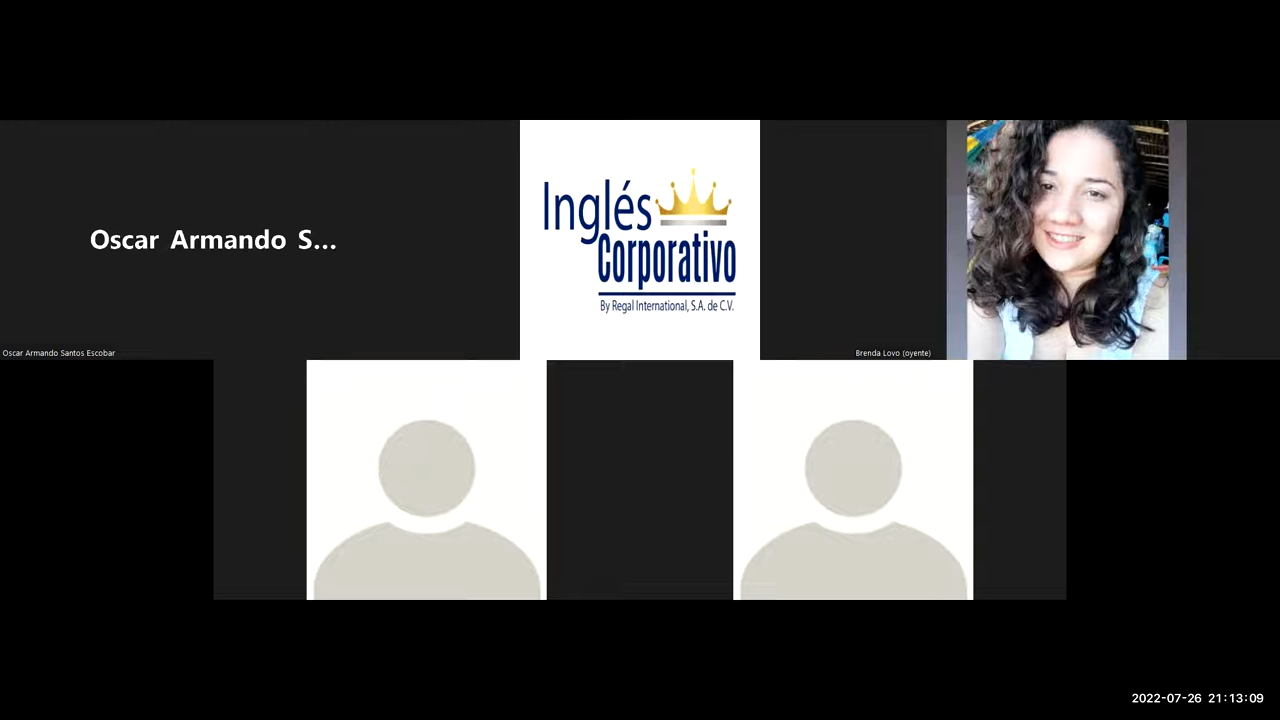 Oscar Armando S...
Oscar Armando Santos Escobar
Inglés
Corporativo
By Regal International, S.A. de C.V.
Brenda Lovo (oyente)
2022-07-26 21:13:09